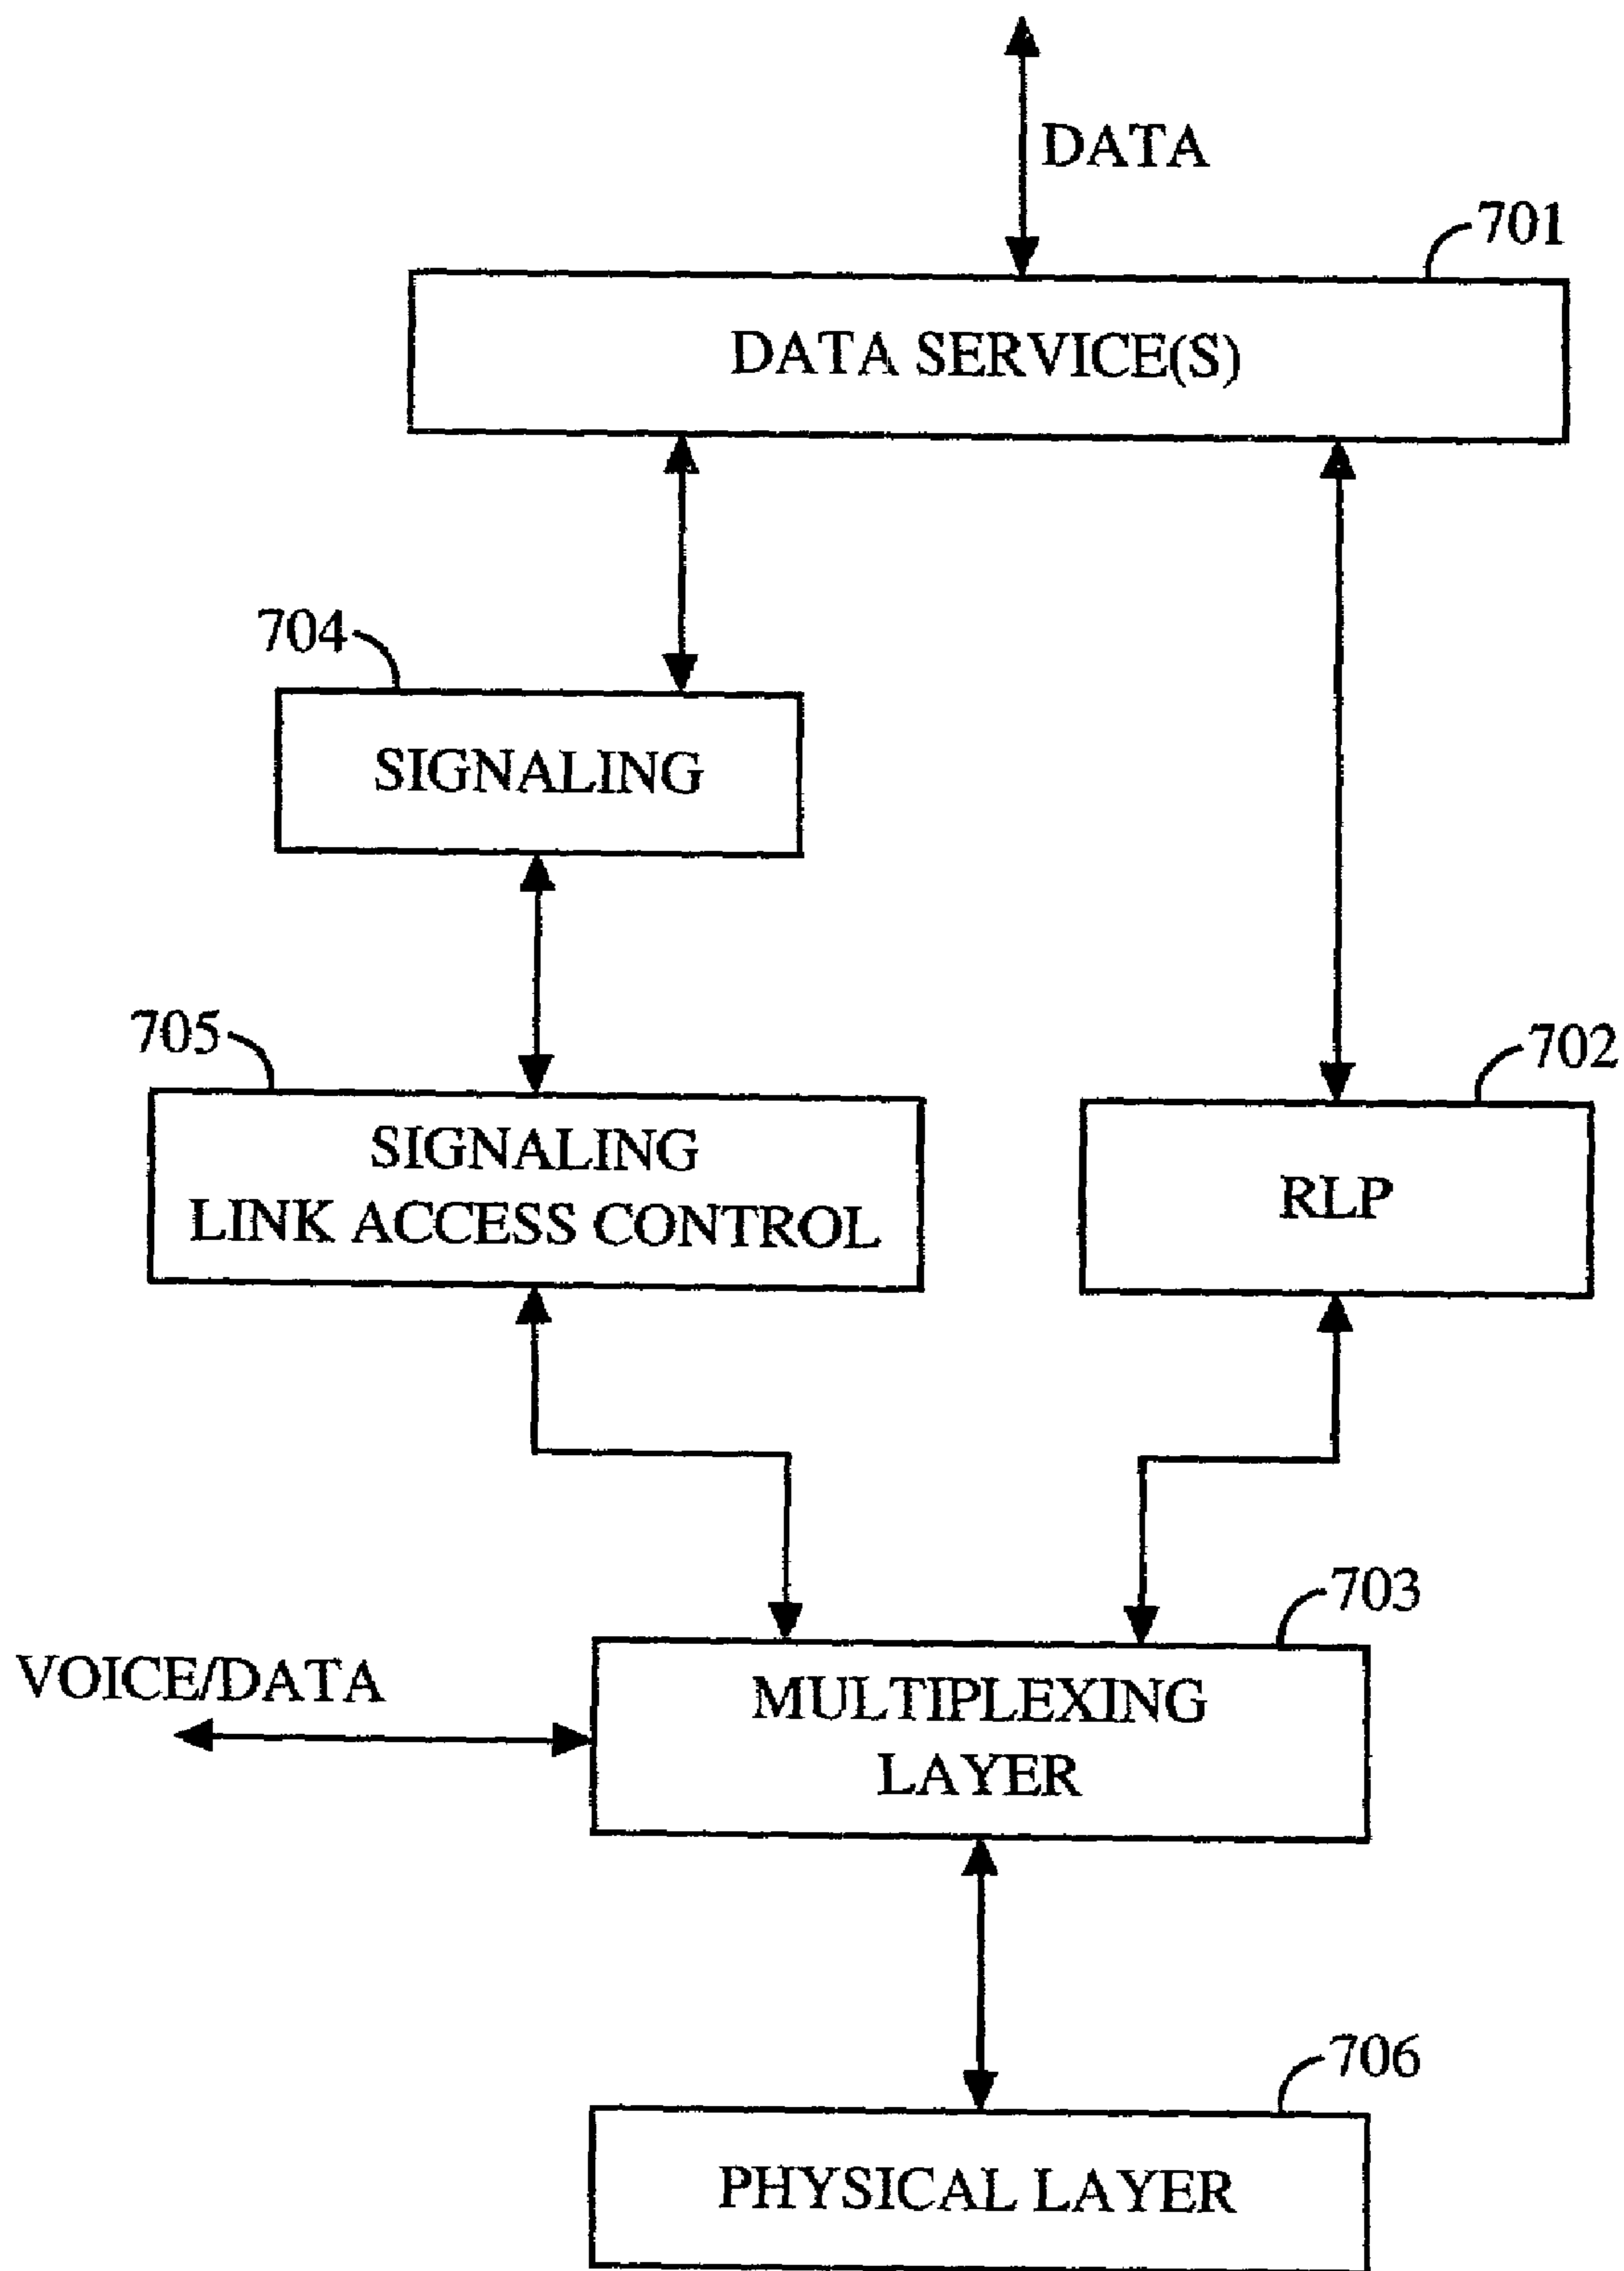 DATA
701
DATA SERVICE(S)
704
SIGNALING
705
SIGNALING
LINK ACCESS CONTROL
702
RLP
703
VOICE/DATA
MULTIPLEXING
LAYER
706
PHYSICAL LAYER